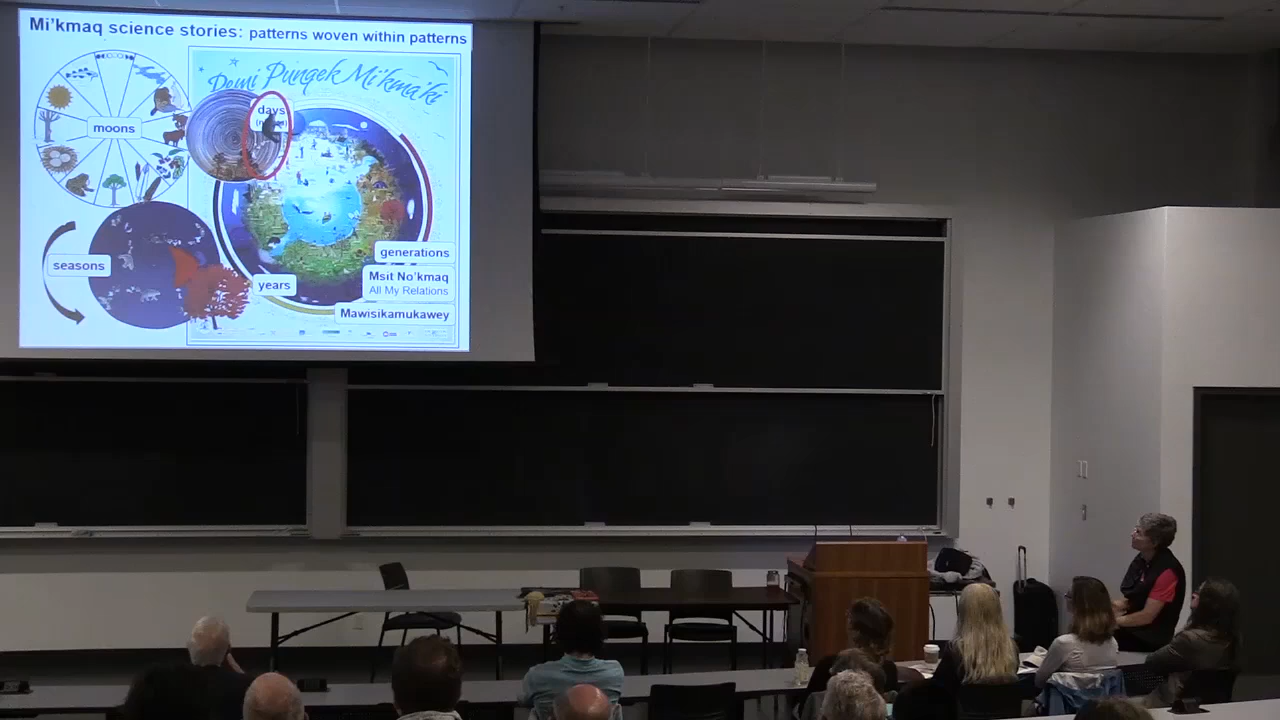 Mi'kmaq science stories: patterns woven within patterns
Pungek Mi'kma'ki
days
moons
seasons
years
generations
Msit No'kmaq
All My Relations
Mawisikamukawey